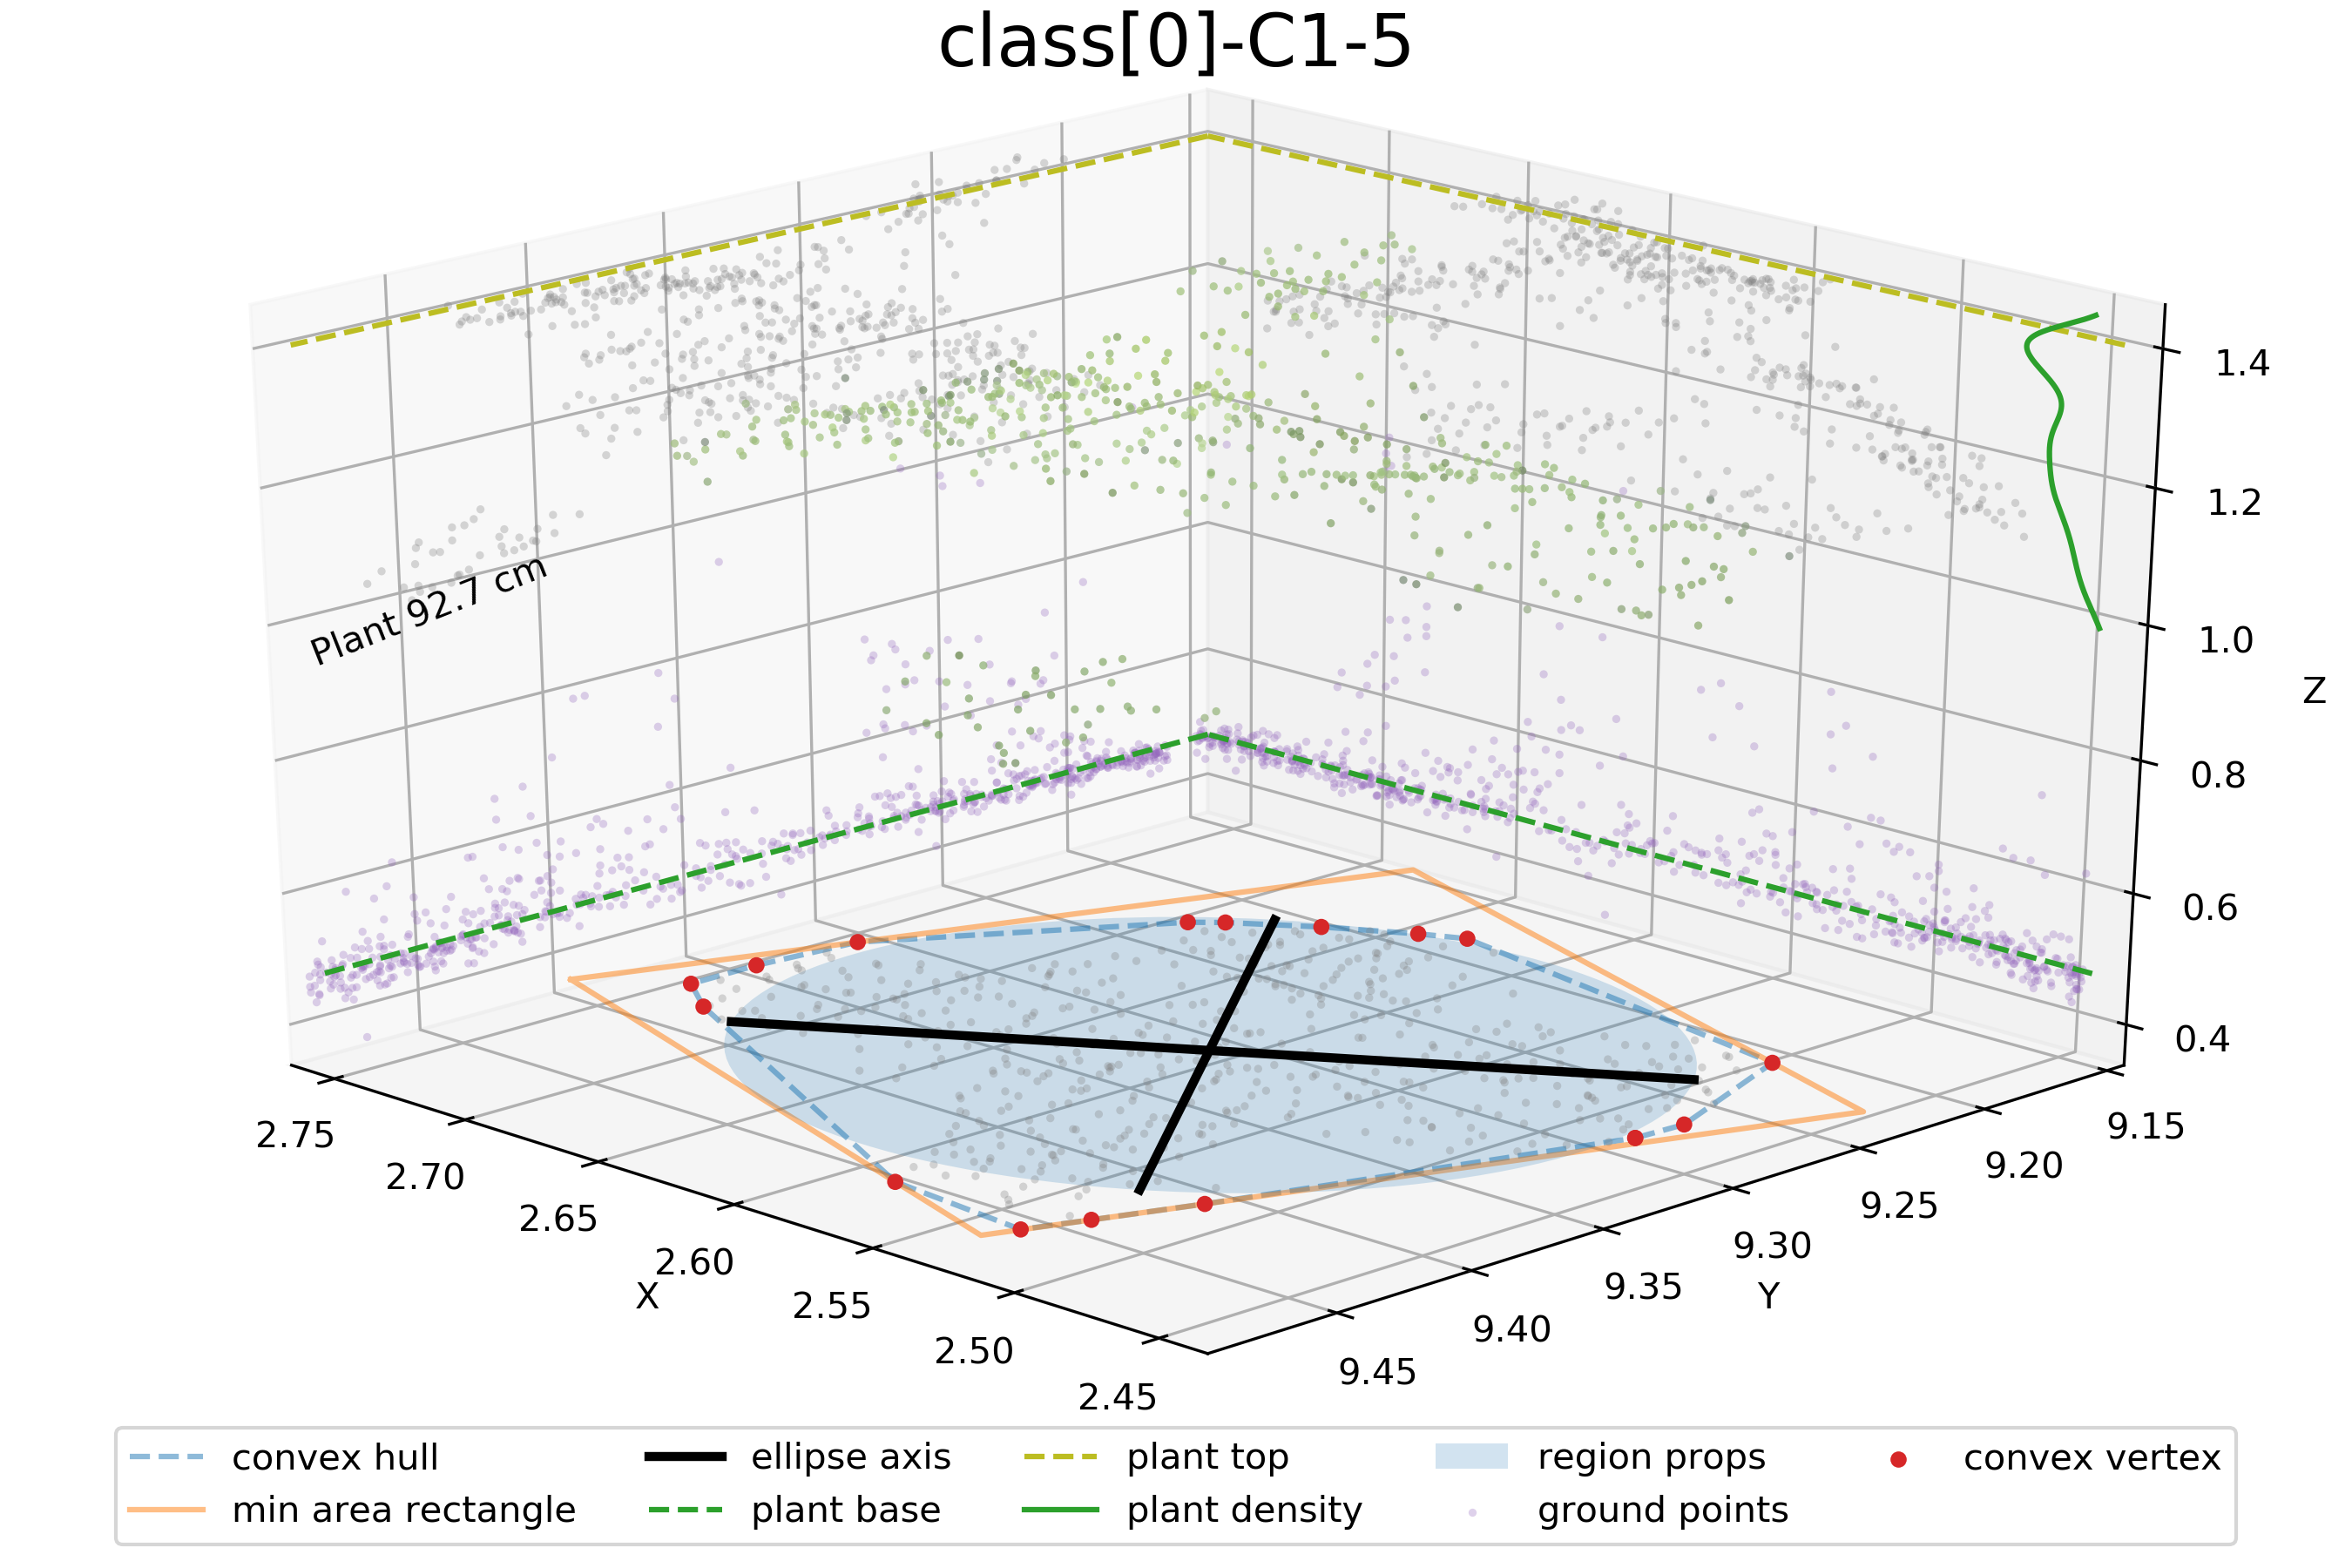 class[0]-C1-5
Plant 92.7 cm
1.4
1.2
1.0
0.8
0.6
0.4
Z
2.75
2.70
2.65
2.60
2.55
2.50
2.45
X
9.15
9.20
9.25
9.30
9.35
9.40
9.45
Y
convex hull
min area rectangle
ellipse axis
plant base
plant top
plant density
region props
ground points
convex vertex